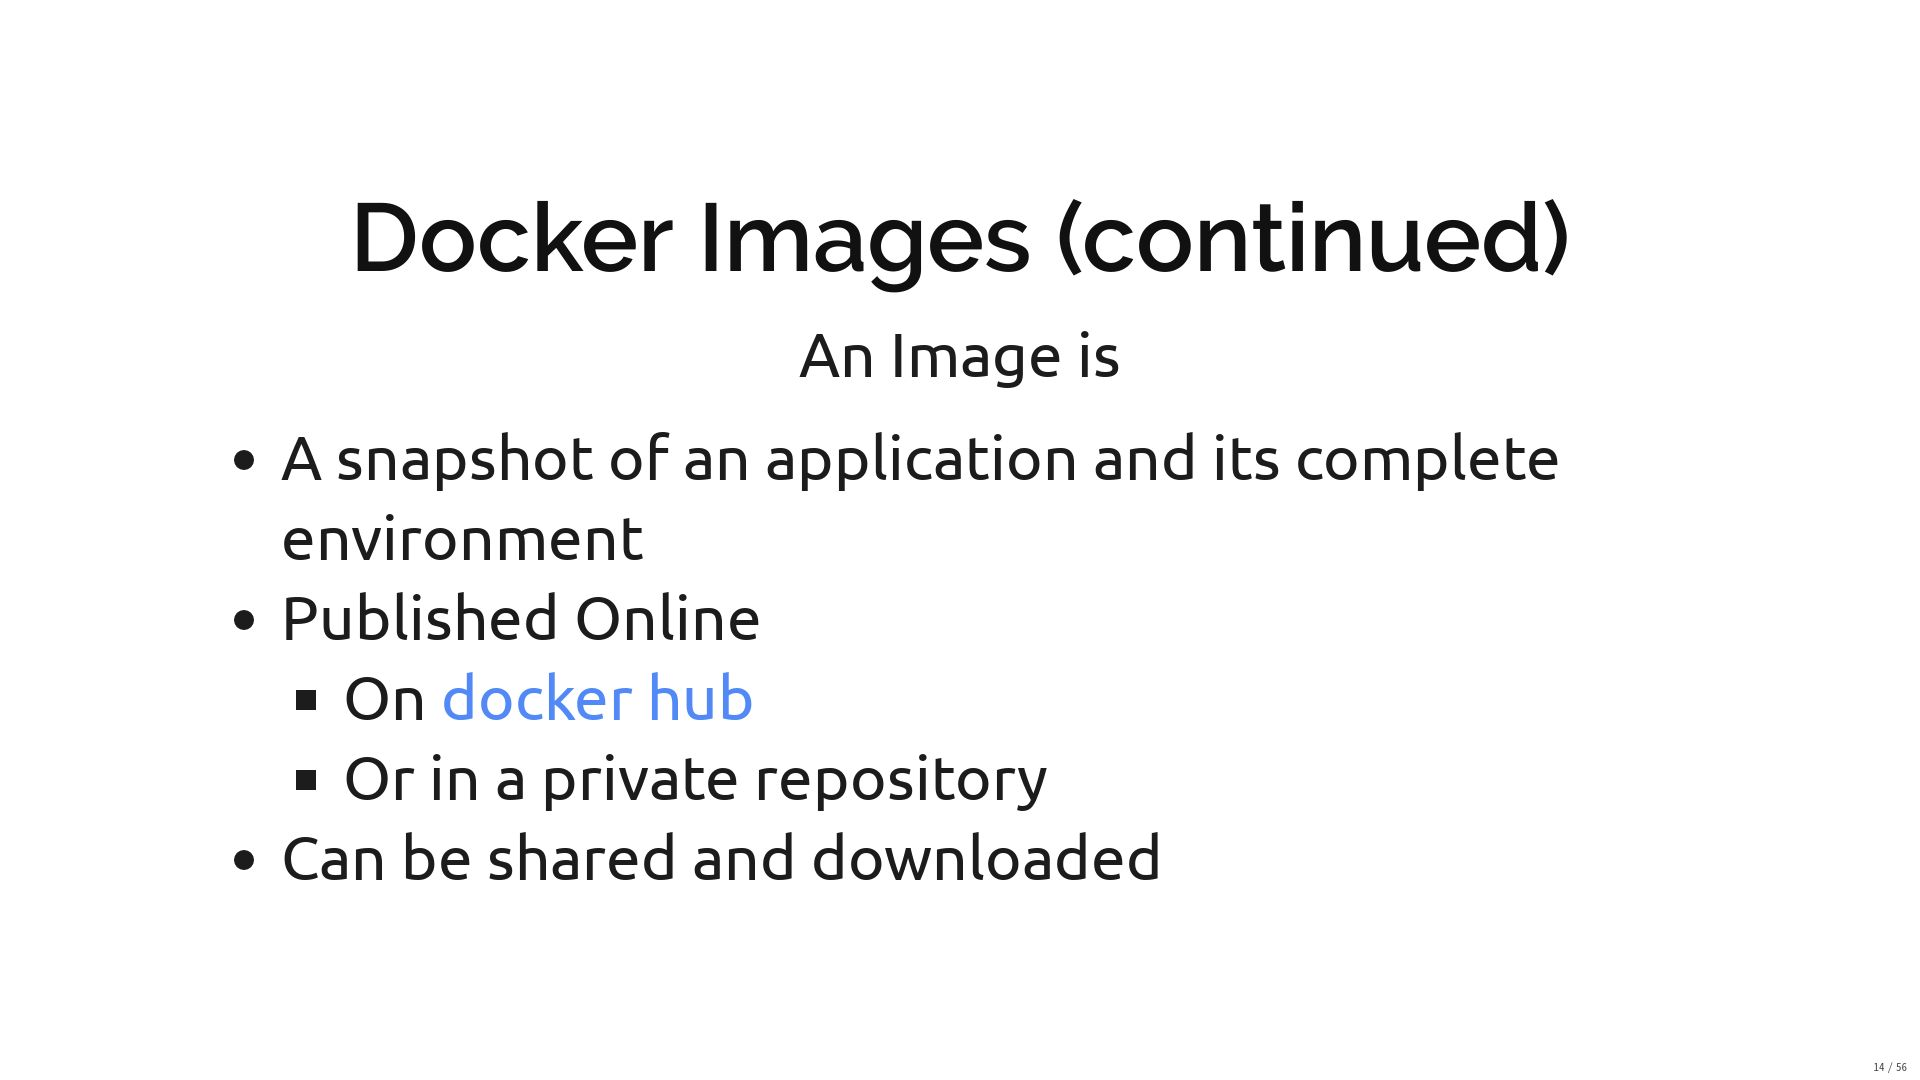 Docker Images (continued)
An Image is
• A snapshot of an application and its complete
environment
• Published Online
▪ On docker hub
▪ Or in a private repository
• Can be shared and downloaded
14 / 56